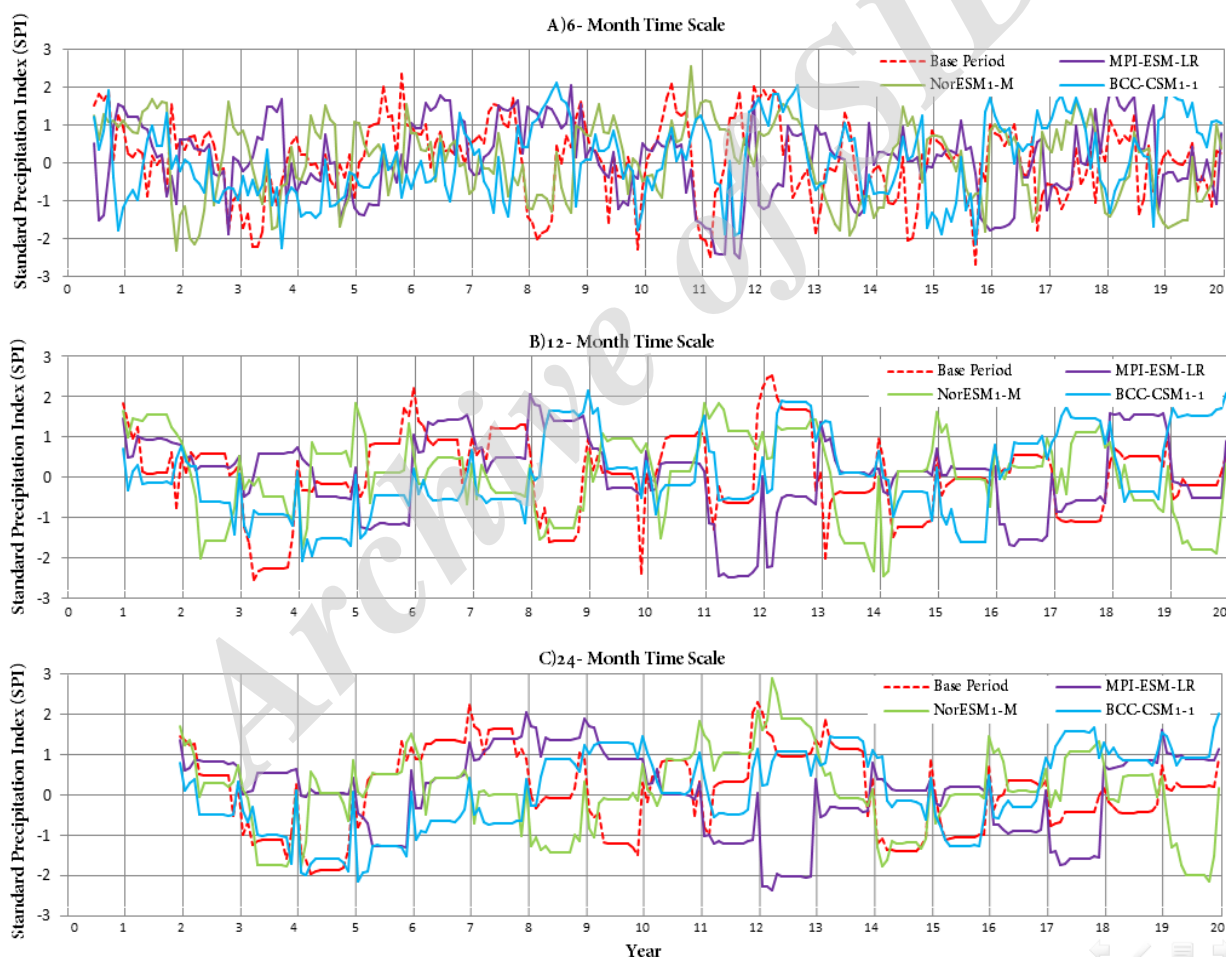 A)6- Month Time Scale
Standard Precipitation Index (SPI)
3
2
1
0
-1
-2
-3
Base Period
MPI-ESM-LR
NorESM1-M
BCC-CSM1-1
0 1 2 3 4 5 6 7 8 9 10 11 12 13 14 15 16 17 18 19 20
B)12- Month Time Scale
Standard Precipitation Index (SPI)
3
2
1
0
-1
-2
-3
Base Period
MPI-ESM-LR
NorESM1-M
BCC-CSM1-1
0 1 2 3 4 5 6 7 8 9 10 11 12 13 14 15 16 17 18 19 20
C)24- Month Time Scale
Standard Precipitation Index (SPI)
3
2
1
0
-1
-2
-3
Base Period
MPI-ESM-LR
NorESM1-M
BCC-CSM1-1
0 1 2 3 4 5 6 7 8 9 10 11 12 13 14 15 16 17 18 19 20
Year
Archive of